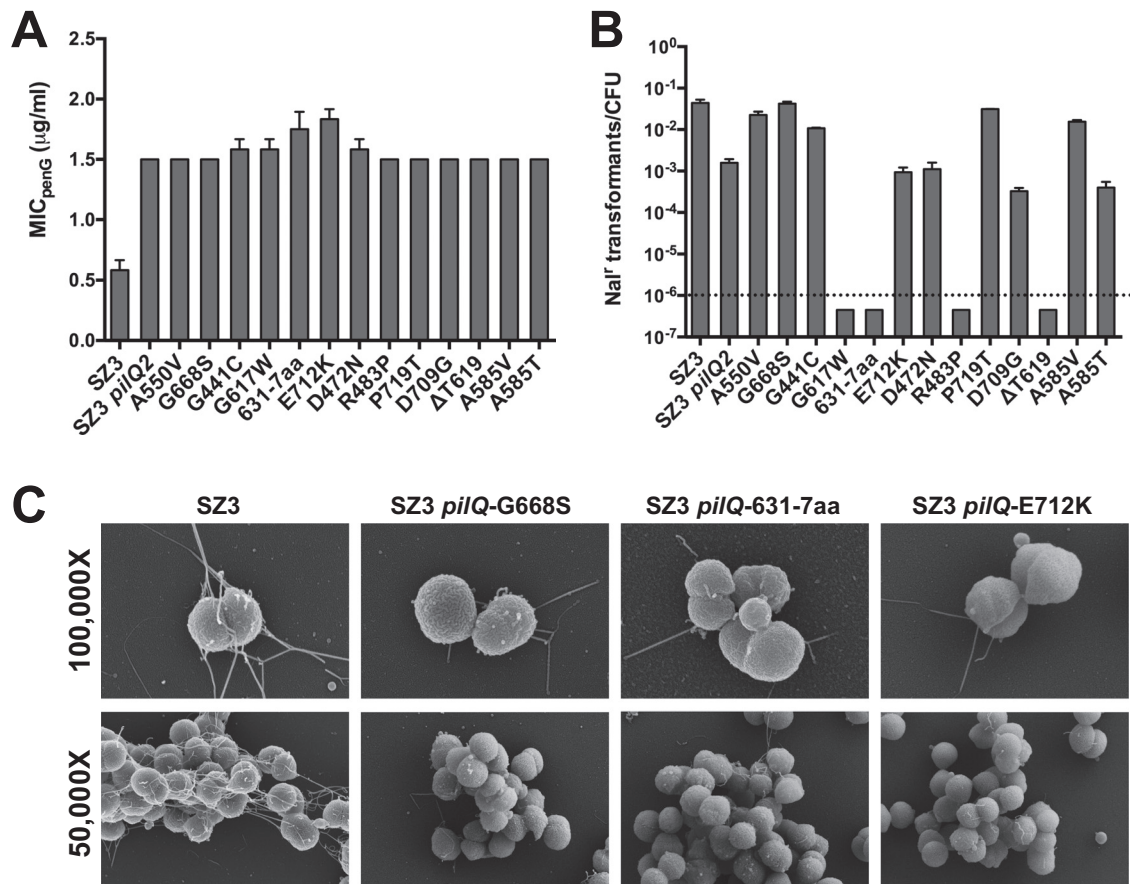 A
MICpenG (µg/ml)
2.5
2.0
1.5
1.0
0.5
0.0
SZ3
SZ3 pilQ2
A550V
G668S
G441C
G617W
631-7aa
E712K
D472N
R483P
P719T
D709G
ΔT619
A585V
A585T
B
Nalʳ transformants/CFU
10⁰
10⁻¹
10⁻²
10⁻³
10⁻⁴
10⁻⁵
10⁻⁶
10⁻⁷
SZ3
SZ3 pilQ2
A550V
G668S
G441C
G617W
631-7aa
E712K
D472N
R483P
P719T
D709G
ΔT619
A585V
A585T
C
SZ3
SZ3 pilQ-G668S
SZ3 pilQ-631-7aa
SZ3 pilQ-E712K
100,000X
50,000X